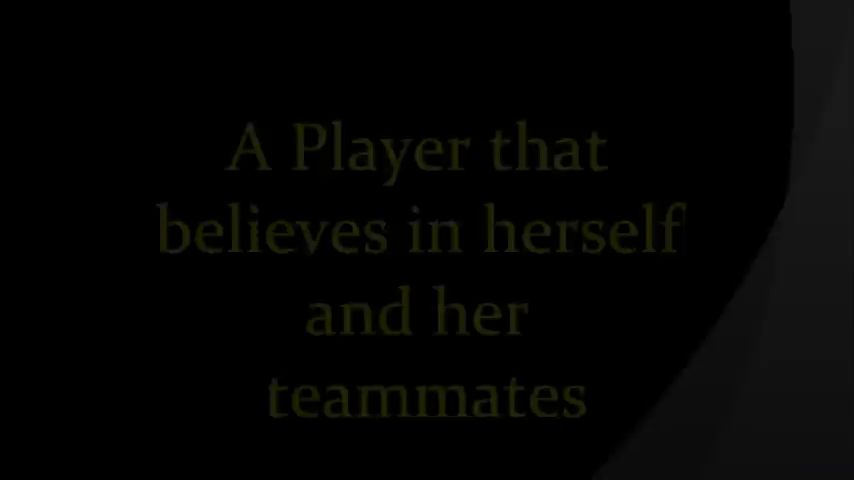 A Player that
believes in herself
and her
teammates